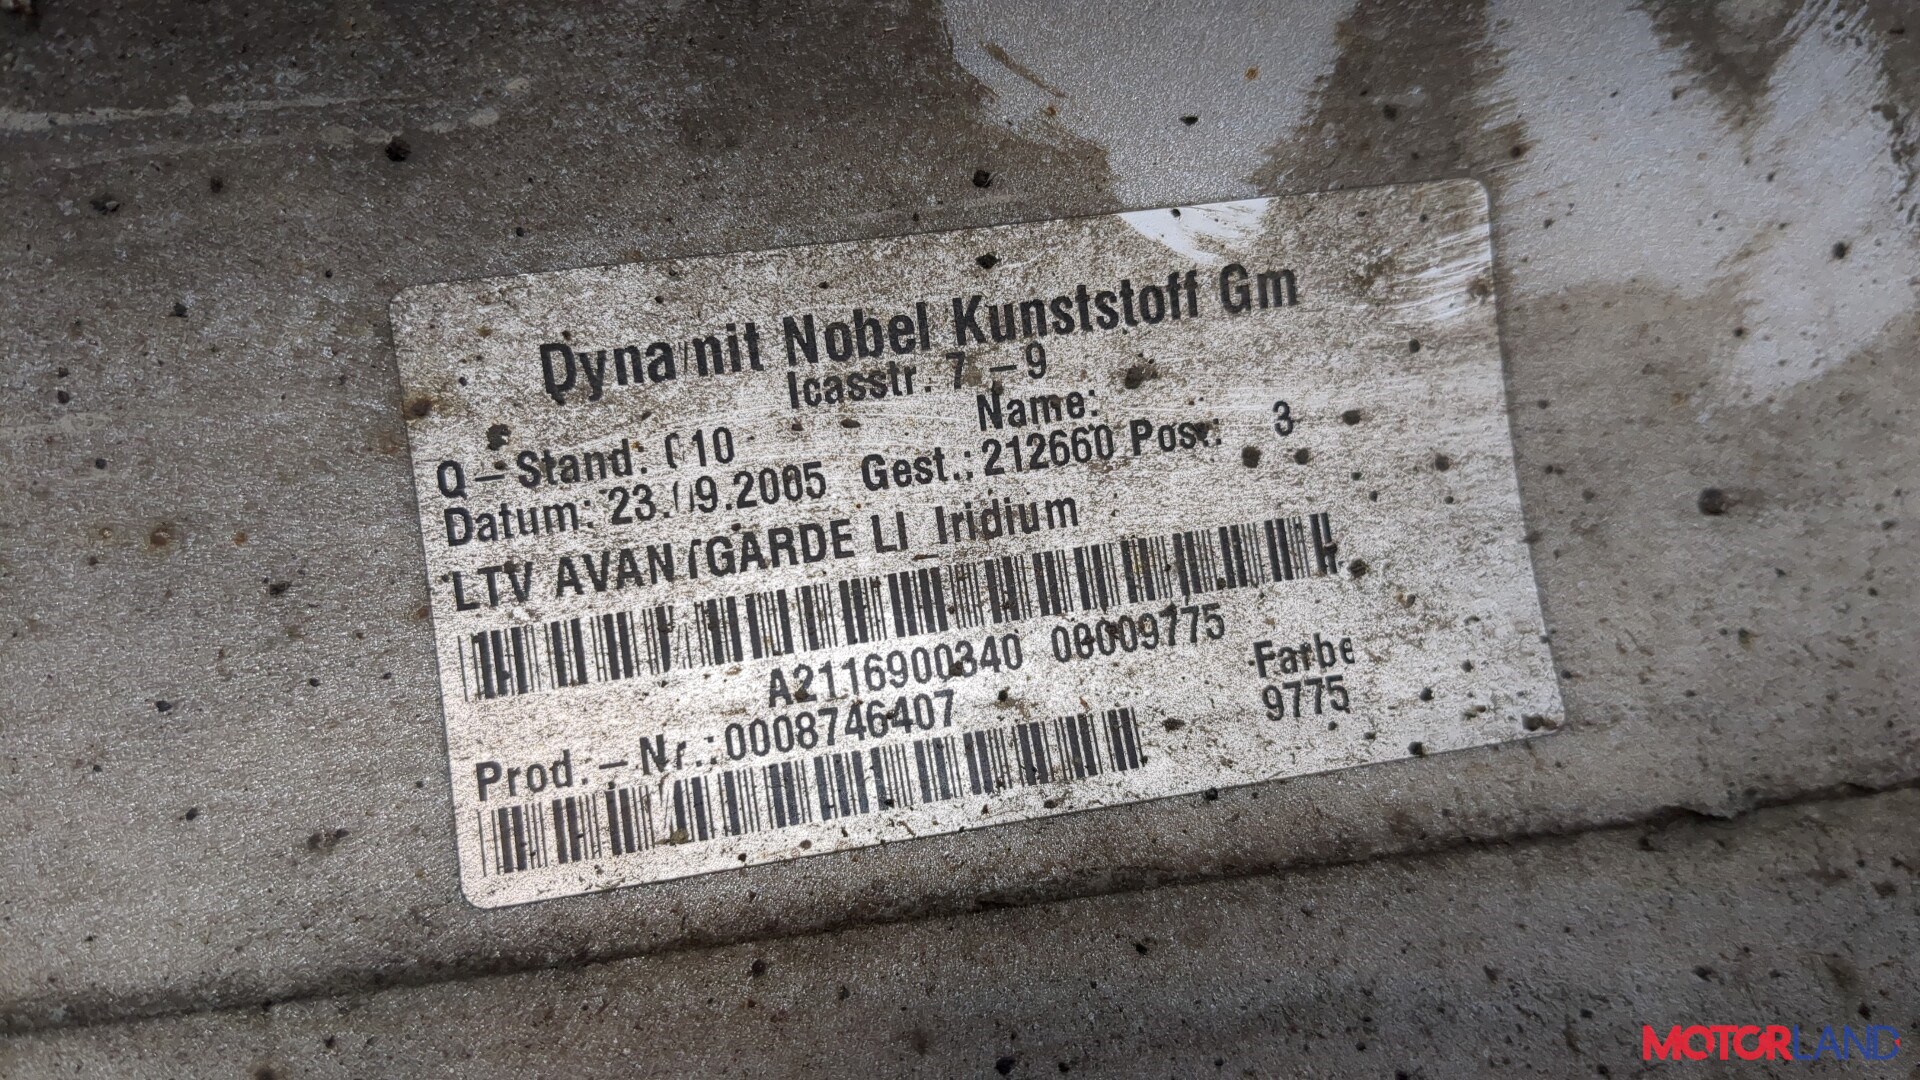 Dynamit Nobel Kunststoff Gm
Icasstr. 7 - 9
Name:
Q - Stand: 010
Datum: 23.09.2005 Gest.: 212660 Pos.: 3
LTV AVANTGARDE LI_Iridium
A2116900340 00009775
Farbe
9775
Prod. - Nr.: 0008746407
MOTORLAND